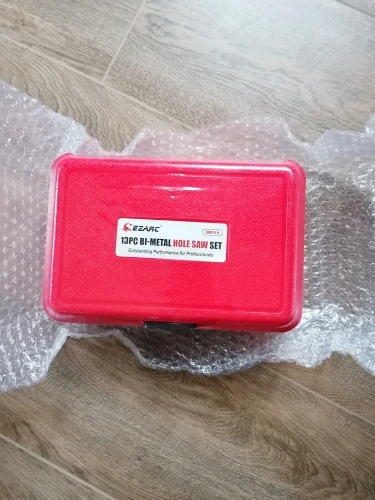 EZARC
13PC BI-METAL HOLE SAW SET
Outstanding Performance for Professionals